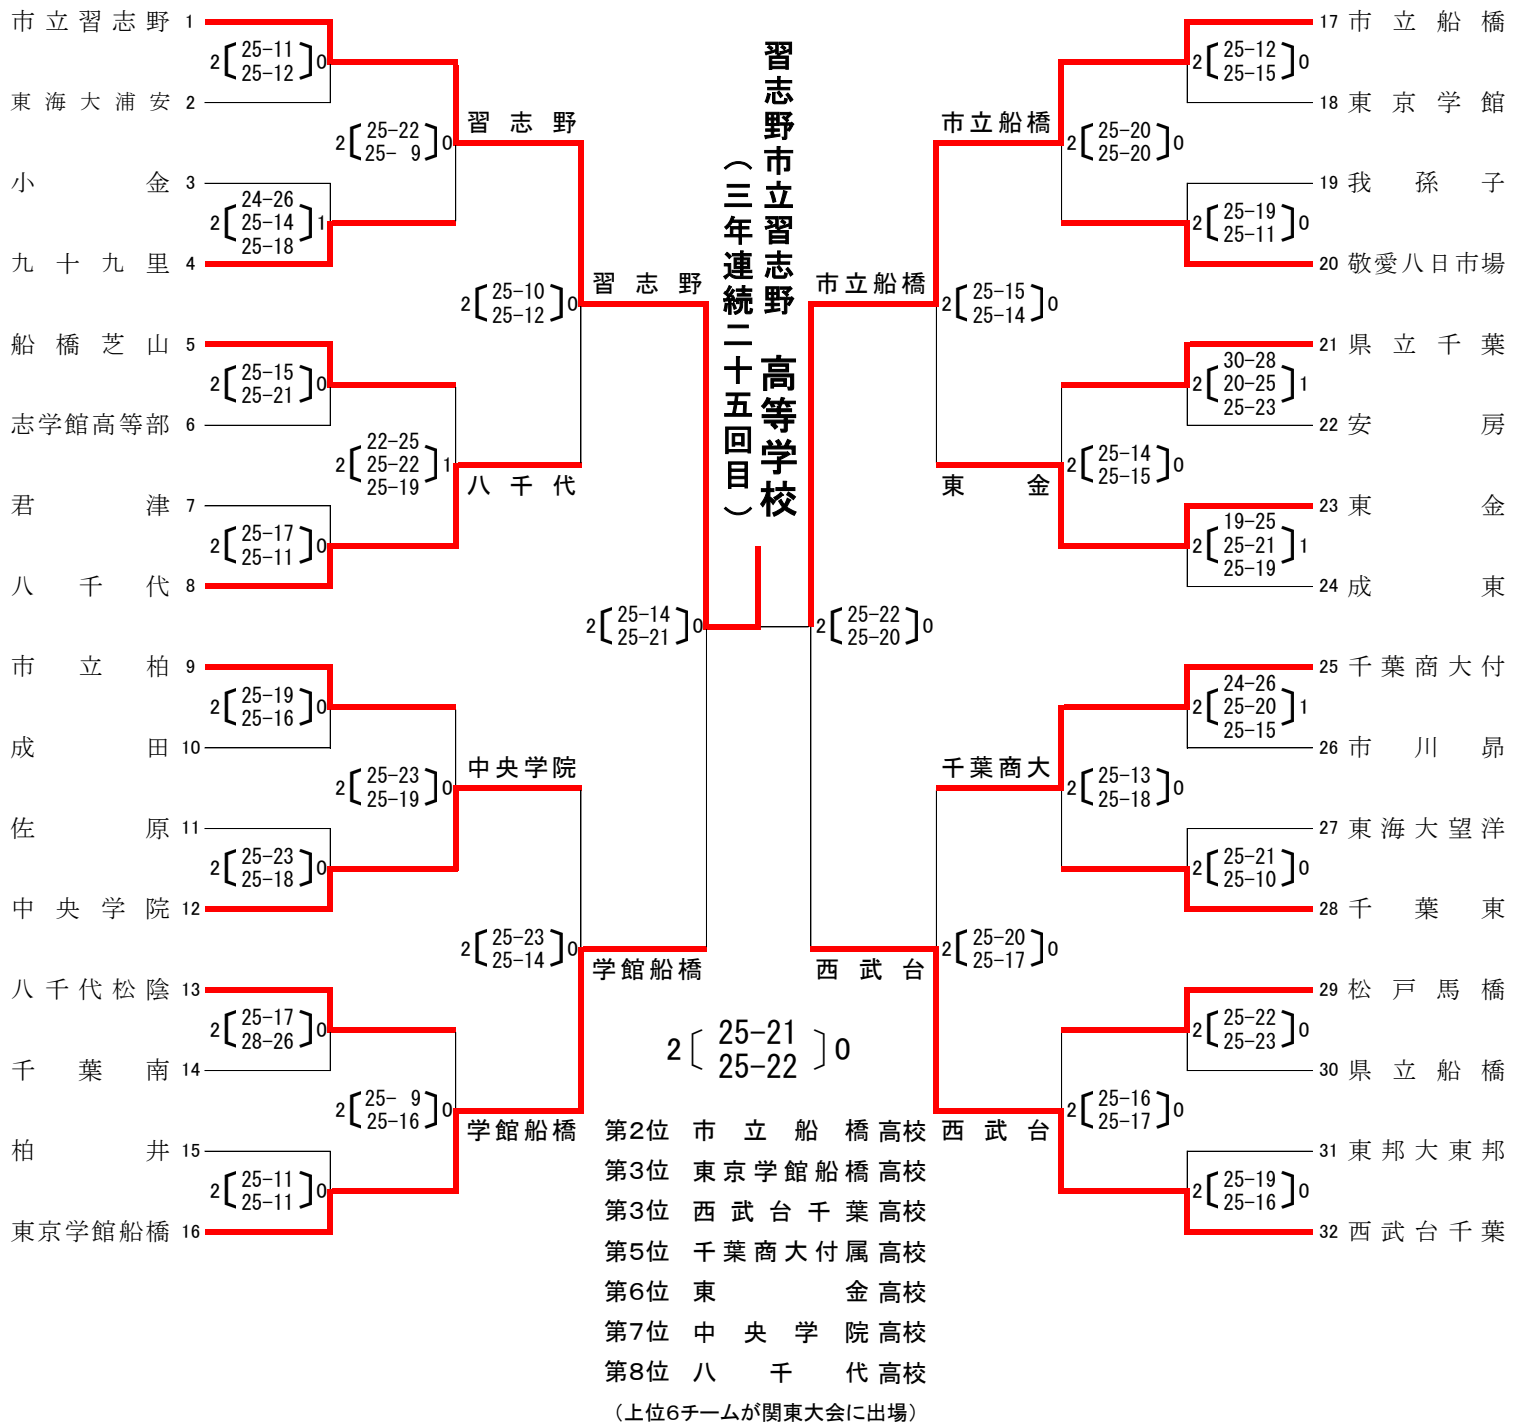 市立習志野 1
2 25-11 0
25-12
東海大浦安 2
習志野
2 25-22 0
25- 9
小金 3
2 24-26 1
25-14
25-18
九十九里 4
習志野
2 25-10 0
25-12
船橋芝山 5
2 25-15 0
25-21
志学館高等部 6
2 22-25 1
25-22
25-19
八千代
君津 7
2 25-17 0
25-11
八千代 8
2 25-14 0
25-21
市立柏 9
2 25-19 0
25-16
成田 10
中央学院
2 25-23 0
25-19
佐原 11
2 25-23 0
25-18
中央学院 12
2 25-23 0
25-14
学館船橋
八千代松陰 13
2 25-17 0
28-26
千葉南 14
2 25- 9 0
25-16
学館船橋
柏井 15
2 25-11 0
25-11
東京学館船橋 16
習志野市立習志野 高等学校
（三年連続二十五回目）
17 市立船橋
2 25-12 0
25-15
18 東京学館
市立船橋
2 25-20 0
25-20
19 我孫子
2 25-19 0
25-11
20 敬愛八日市場
市立船橋
2 25-15 0
25-14
21 県立千葉
2 30-28 1
20-25
25-23
22 安房
2 25-14 0
25-15
東金
23 東金
2 19-25 1
25-21
25-19
24 成東
2 25-22 0
25-20
25 千葉商大付
2 24-26 1
25-20
25-15
26 市川昴
千葉商大
2 25-13 0
25-18
27 東海大望洋
2 25-21 0
25-10
28 千葉東
2 25-20 0
25-17
西武台
29 松戸馬橋
2 25-22 0
25-23
30 県立船橋
2 25-16 0
25-17
西武台
31 東邦大東邦
2 25-19 0
25-16
32 西武台千葉
2 25-21 0
25-22
第2位 市立船橋高校
第3位 東京学館船橋高校
第3位 西武台千葉高校
第5位 千葉商大付属高校
第6位 東金高校
第7位 中央学院高校
第8位 八千代高校
（上位6チームが関東大会に出場）